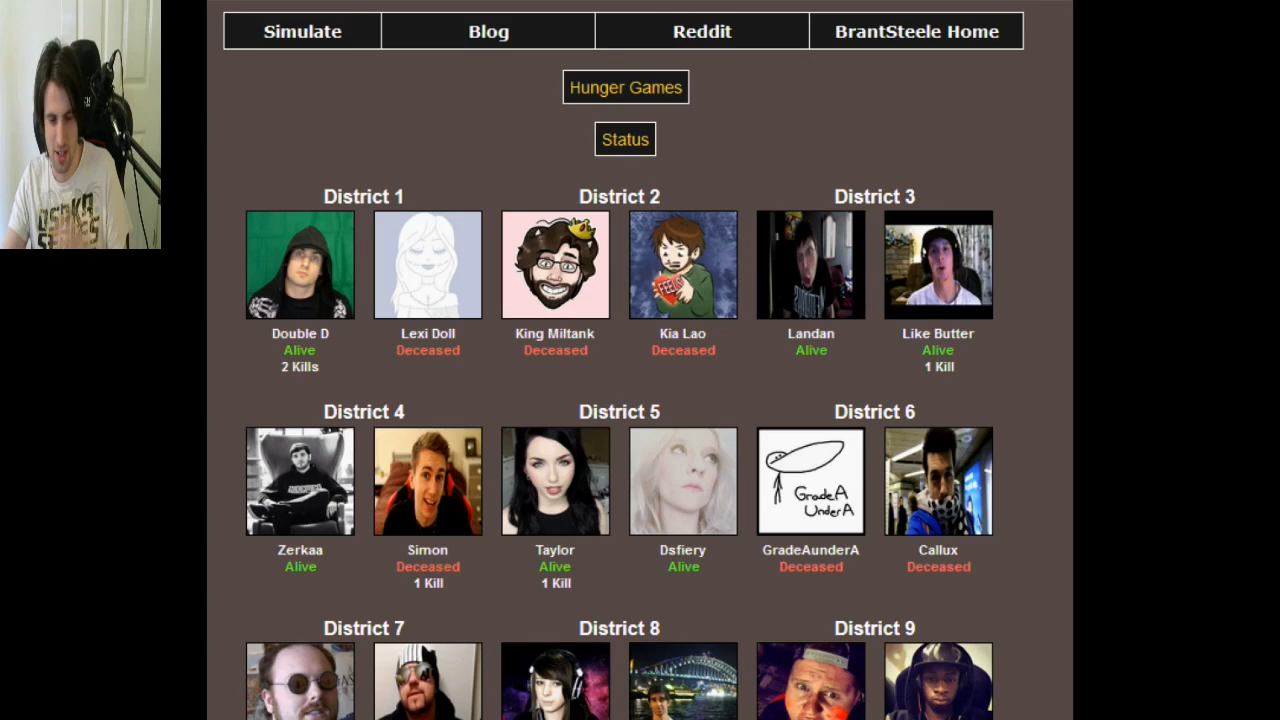 Simulate Blog Reddit BrantSteele Home
Hunger Games
Status
District 1 District 2 District 3
FEELS
Double D Lexi Doll King Miltank Kia Lao Landan Like Butter
Alive Deceased Deceased Deceased Alive Alive
2 Kills 1 Kill
District 4 District 5 District 6
GradeA
UnderA
Zerkaa Simon Taylor Dsfiery GradeAunderA Callux
Alive Deceased Alive Alive Deceased Deceased
1 Kill 1 Kill
District 7 District 8 District 9